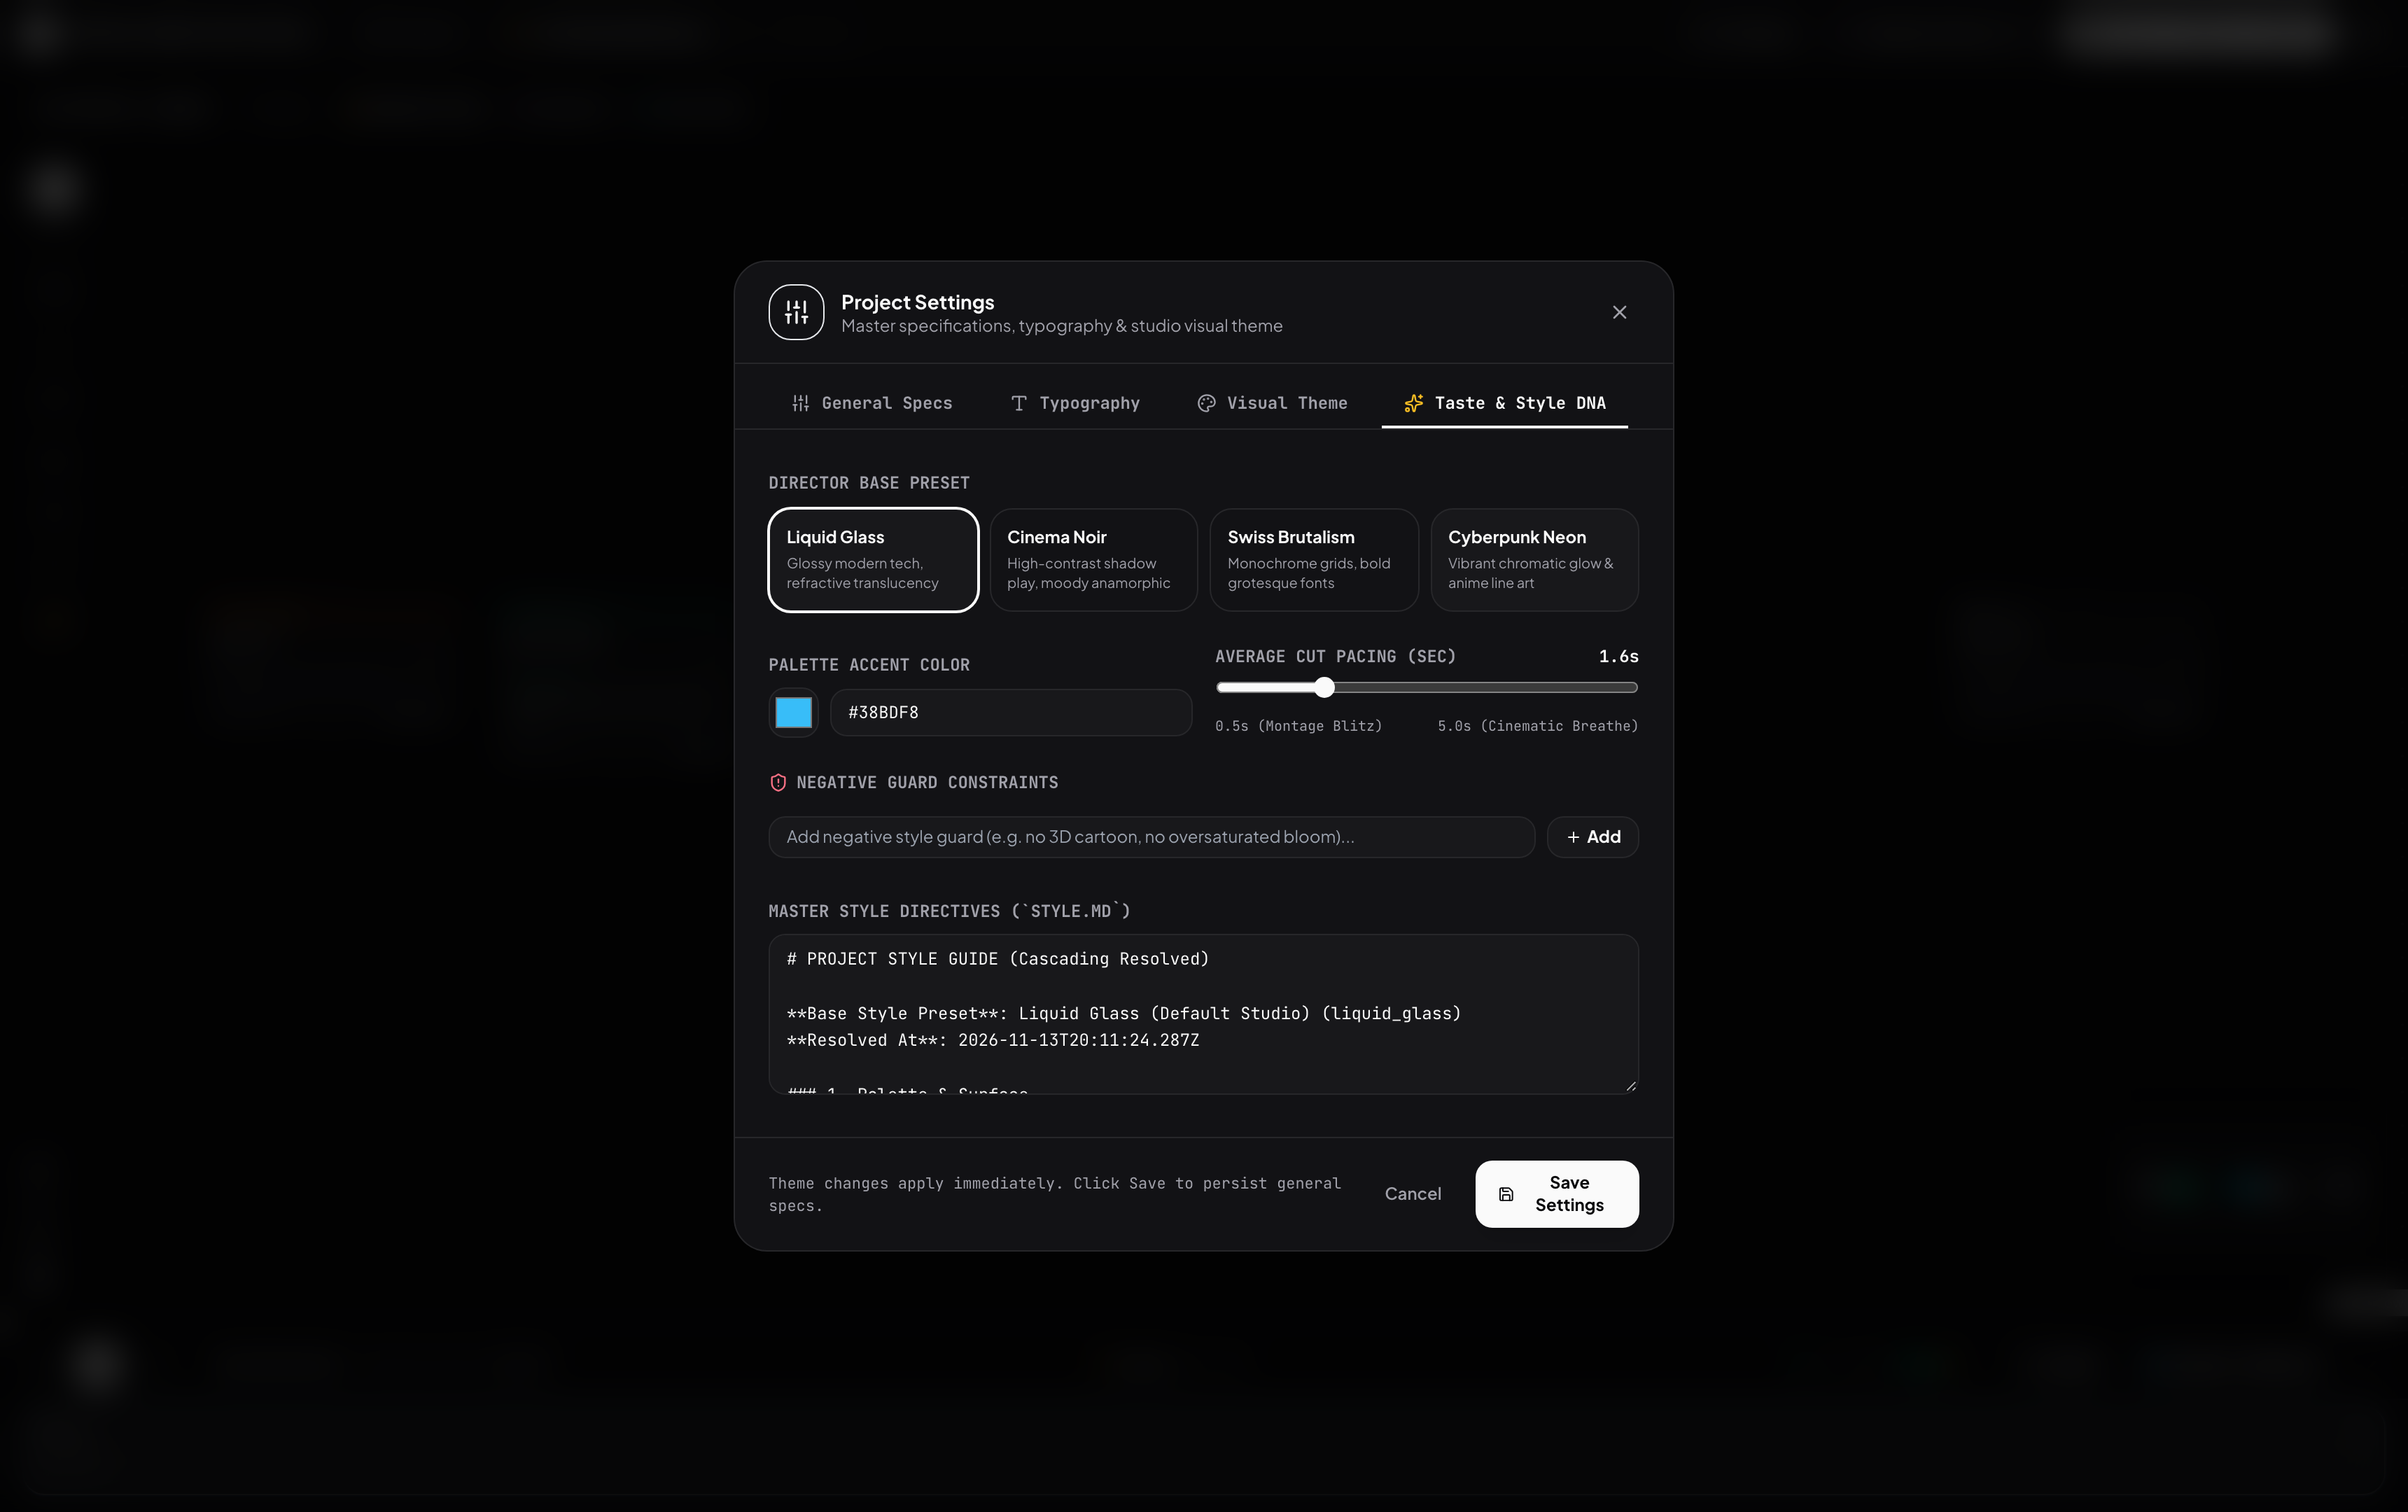 Project Settings
Master specifications, typography & studio visual theme
General Specs
Typography
Visual Theme
Taste & Style DNA
DIRECTOR BASE PRESET
Liquid Glass
Glossy modern tech,
refractive translucency
Cinema Noir
High-contrast shadow
play, moody anamorphic
Swiss Brutalism
Monochrome grids, bold
grotesque fonts
Cyberpunk Neon
Vibrant chromatic glow &
anime line art
PALETTE ACCENT COLOR
#38BDF8
AVERAGE CUT PACING (SEC)
1.6s
0.5s (Montage Blitz)
5.0s (Cinematic Breathe)
NEGATIVE GUARD CONSTRAINTS
Add negative style guard (e.g. no 3D cartoon, no oversaturated bloom)...
+ Add
MASTER STYLE DIRECTIVES (`STYLE.MD`)
# PROJECT STYLE GUIDE (Cascading Resolved)
**Base Style Preset**: Liquid Glass (Default Studio) (liquid_glass)
**Resolved At**: 2026-11-13T20:11:24.287Z
### 1. Palette & Surface
Theme changes apply immediately. Click Save to persist general
specs.
Cancel
Save
Settings